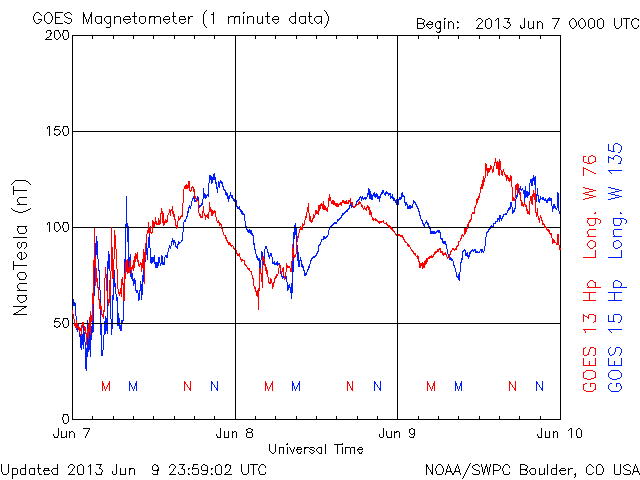 GOES Magnetometer (1 minute data)
Begin: 2013 Jun 7 0000 UTC
200
150
100
50
0
NanoTesla (nT)
M M N N M M N N M M N N
Jun 7 Jun 8 Jun 9 Jun 10
Universal Time
GOES 13 Hp Long. W 76
GOES 15 Hp Long. W 135
Updated 2013 Jun 9 23:59:02 UTC
NOAA/SWPC Boulder, CO USA